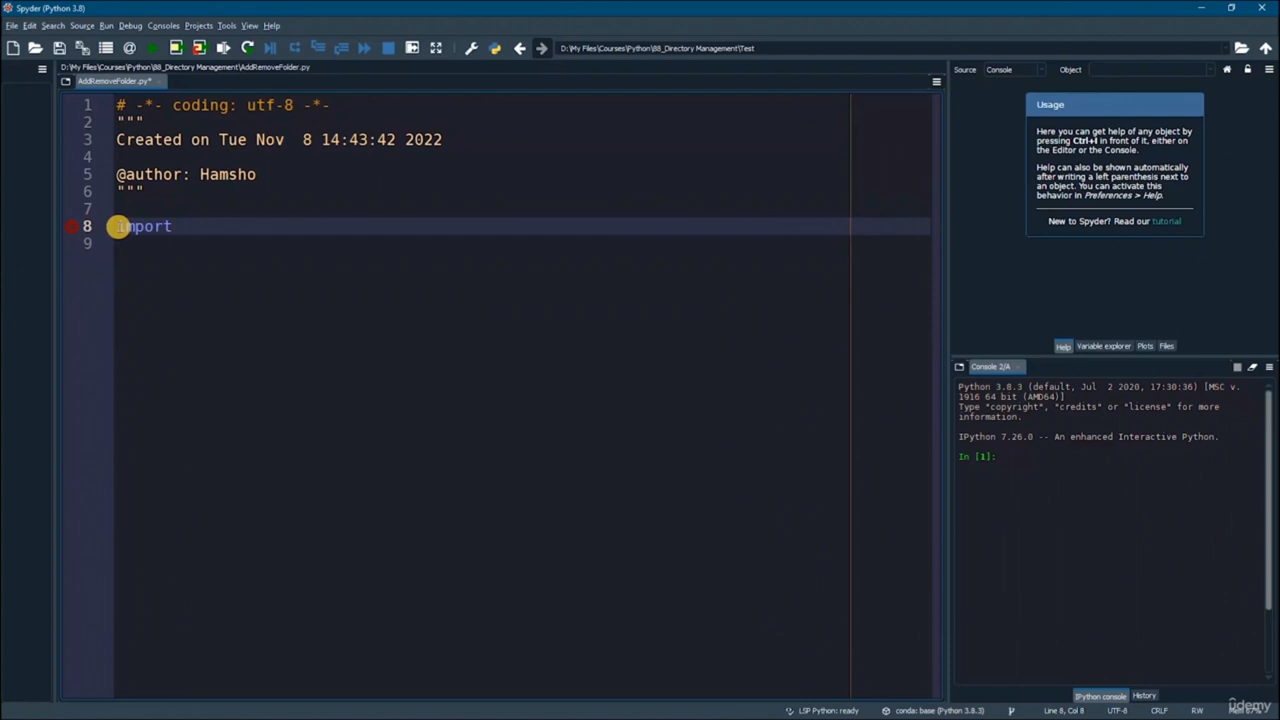 Spyder (Python 3.8)
File Edit Search Source Run Debug Consoles Projects Tools View Help
D:\My Files\Courses\Python\88_Directory Management\Test
D:\My Files\Courses\Python\88_Directory Management\AddRemoveFolder.py
AddRemoveFolder.py*
1 # -*- coding: utf-8 -*-
2 """
3 Created on Tue Nov  8 14:43:42 2022
4
5 @author: Hamsho
6 """
7
8 import
9
Source Console Object
Usage
Here you can get help of any object by
pressing Ctrl+I in front of it, either on
the Editor or the Console.
Help can also be shown automatically
after writing a left parenthesis next to
an object. You can activate this
behavior in Preferences > Help.
New to Spyder? Read our tutorial
Help Variable explorer Plots Files
Console 2/A
Python 3.8.3 (default, Jul  2 2020, 17:30:36) [MSC v.
1916 64 bit (AMD64)]
Type "copyright", "credits" or "license" for more
information.
IPython 7.26.0 -- An enhanced Interactive Python.
In [1]:
IPython console History
LSP Python: ready conda: base (Python 3.8.3) Line 8, Col 8 UTF-8 CRLF RW
ûdemy